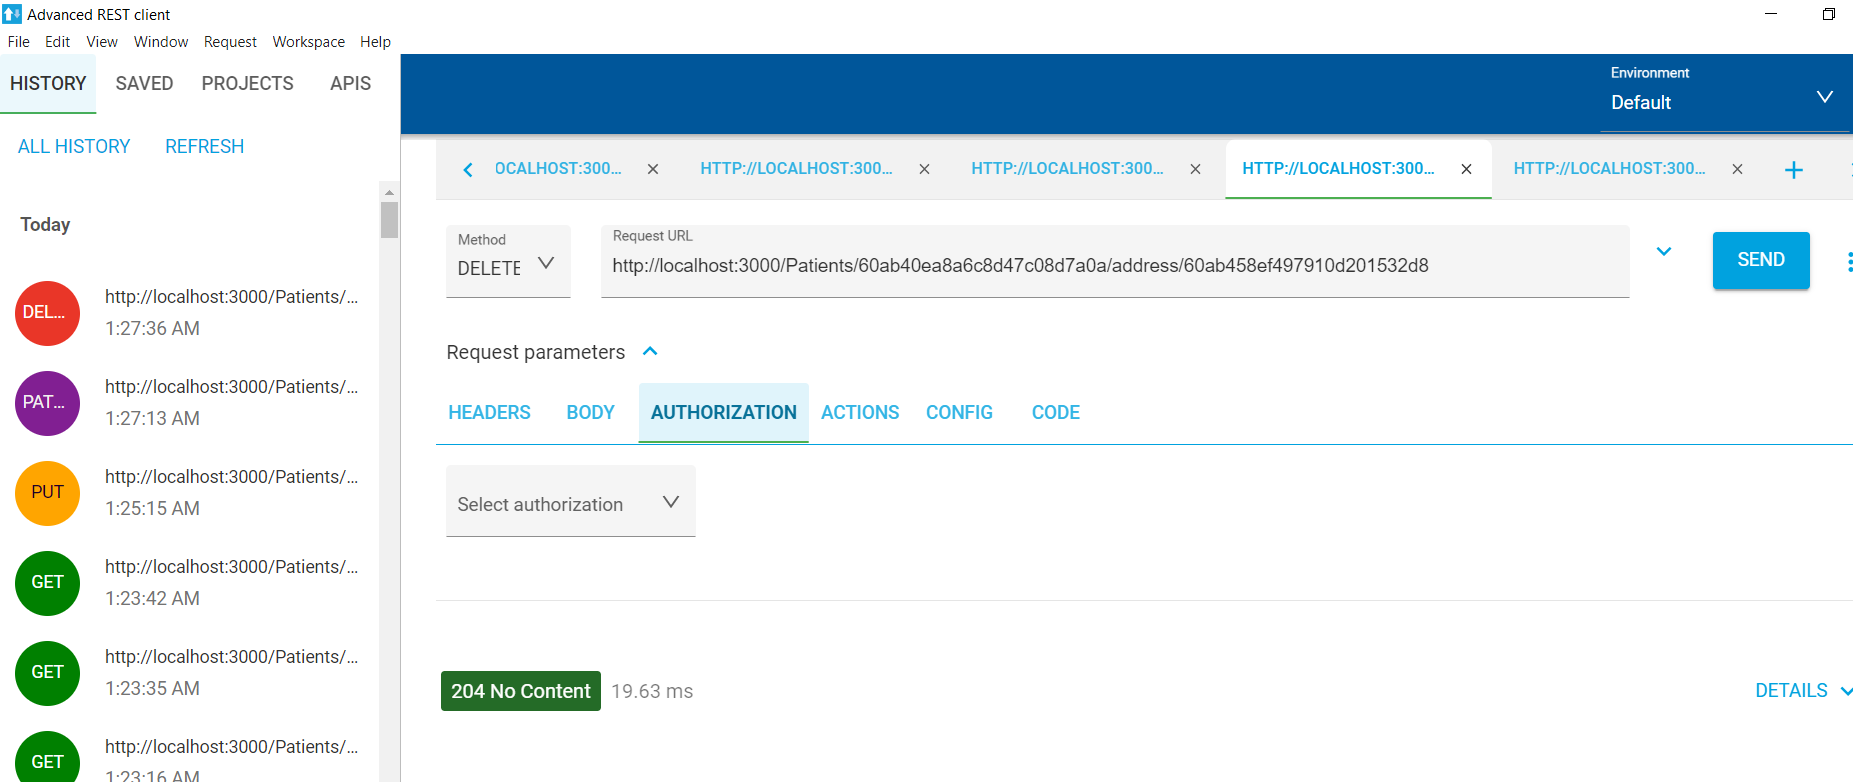 Advanced REST client
File Edit View Window Request Workspace Help
HISTORY SAVED PROJECTS APIS
ALL HISTORY REFRESH
Today
DEL... http://localhost:3000/Patients/...
1:27:36 AM
PAT... http://localhost:3000/Patients/...
1:27:13 AM
PUT http://localhost:3000/Patients/...
1:25:15 AM
GET http://localhost:3000/Patients/...
1:23:42 AM
GET http://localhost:3000/Patients/...
1:23:35 AM
GET http://localhost:3000/Patients/...
1:23:16 AM
Environment
Default
OCALHOST:300... HTTP://LOCALHOST:300... HTTP://LOCALHOST:300... HTTP://LOCALHOST:300... HTTP://LOCALHOST:300...
Method
DELETE
Request URL
http://localhost:3000/Patients/60ab40ea8a6c8d47c08d7a0a/address/60ab458ef497910d201532d8
SEND
Request parameters
HEADERS BODY AUTHORIZATION ACTIONS CONFIG CODE
Select authorization
204 No Content 19.63 ms
DETAILS